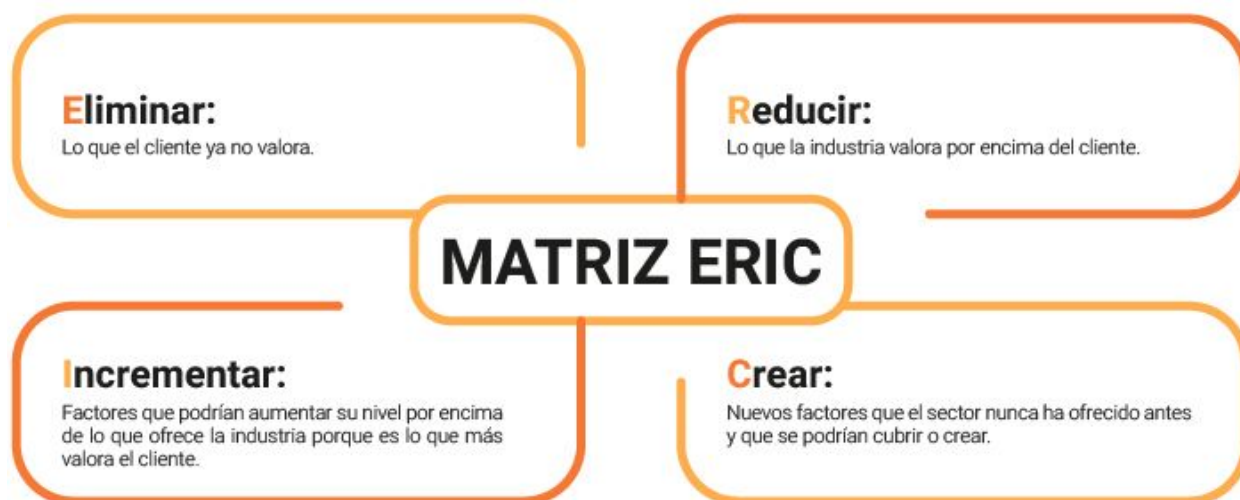 Eliminar:
Lo que el cliente ya no valora.
Reducir:
Lo que la industria valora por encima del cliente.
MATRIZ ERIC
Incrementar:
Factores que podrían aumentar su nivel por encima
de lo que ofrece la industria porque es lo que más
valora el cliente.
Crear:
Nuevos factores que el sector nunca ha ofrecido antes
y que se podrían cubrir o crear.